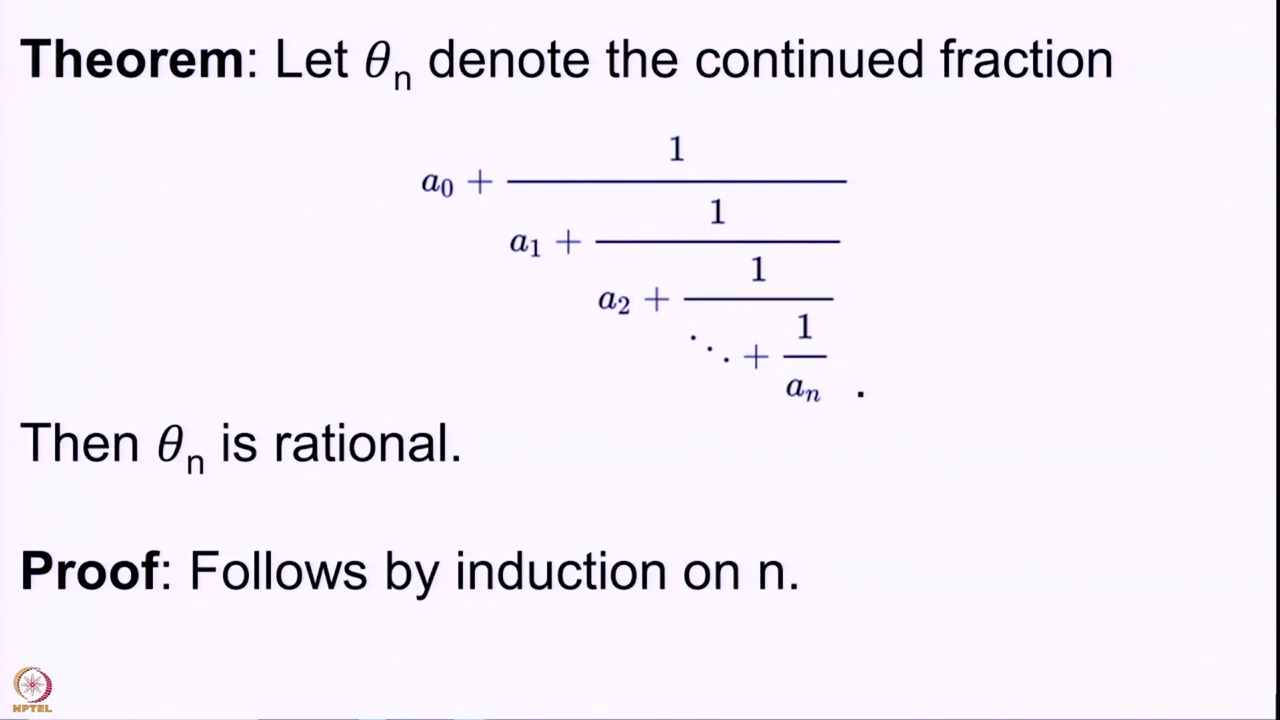 Theorem: Let θₙ denote the continued fraction
1
a₀ +
1
a₁ +
1
a₂ +
1
⋱ +
aₙ .
Then θₙ is rational.
Proof: Follows by induction on n.
NPTEL